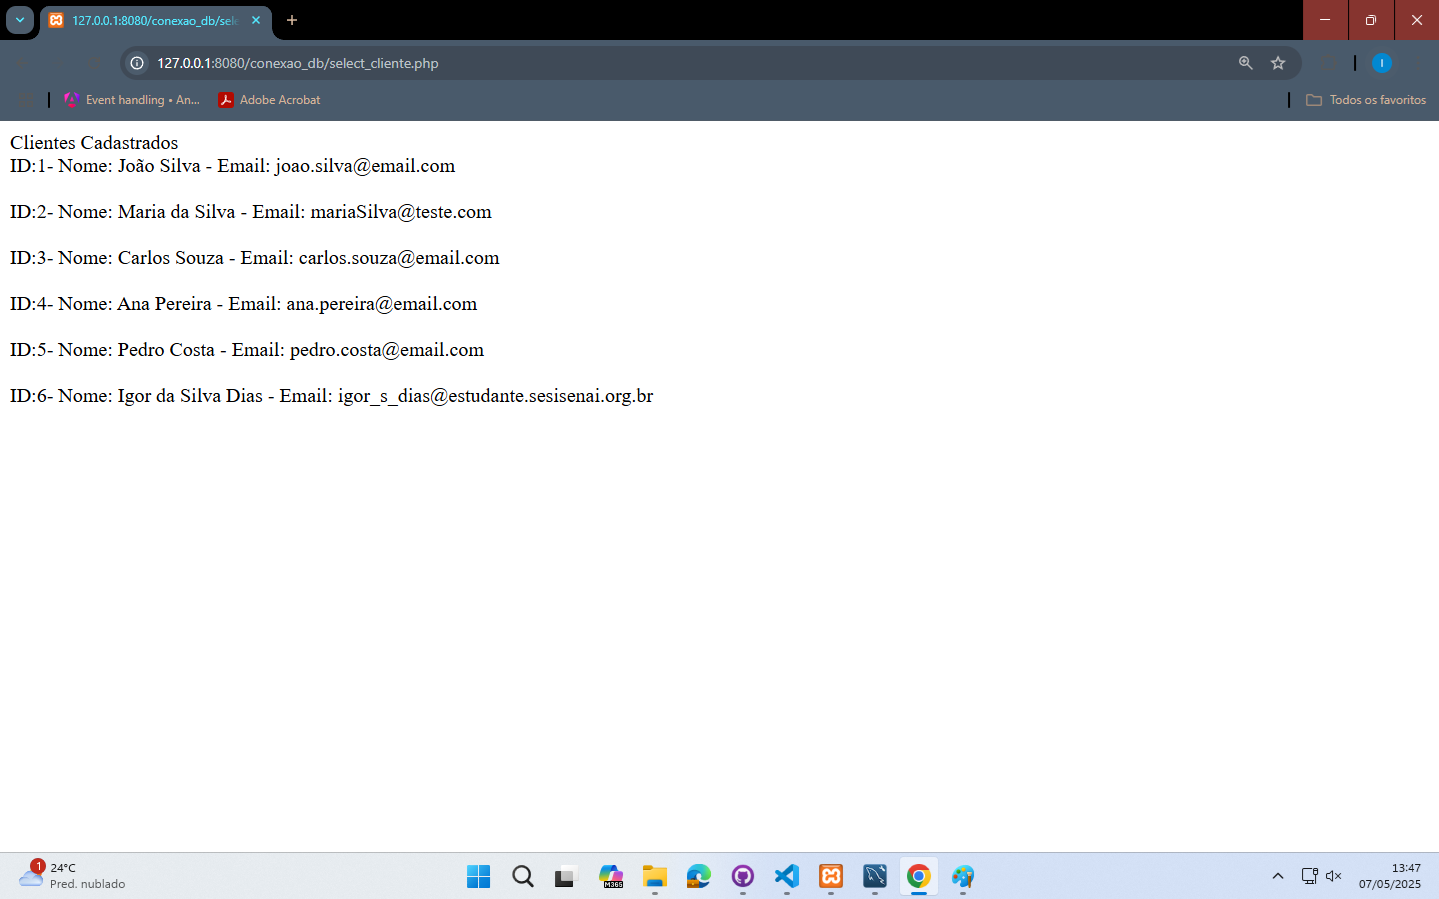 127.0.0.1:8080/conexao_db/sele
127.0.0.1:8080/conexao_db/select_cliente.php
I
Event handling • An...
Adobe Acrobat
Todos os favoritos
Clientes Cadastrados
ID:1- Nome: João Silva - Email: joao.silva@email.com
ID:2- Nome: Maria da Silva - Email: mariaSilva@teste.com
ID:3- Nome: Carlos Souza - Email: carlos.souza@email.com
ID:4- Nome: Ana Pereira - Email: ana.pereira@email.com
ID:5- Nome: Pedro Costa - Email: pedro.costa@email.com
ID:6- Nome: Igor da Silva Dias - Email: igor_s_dias@estudante.sesisenai.org.br
1
24°C
Pred. nublado
M365
13:47
07/05/2025